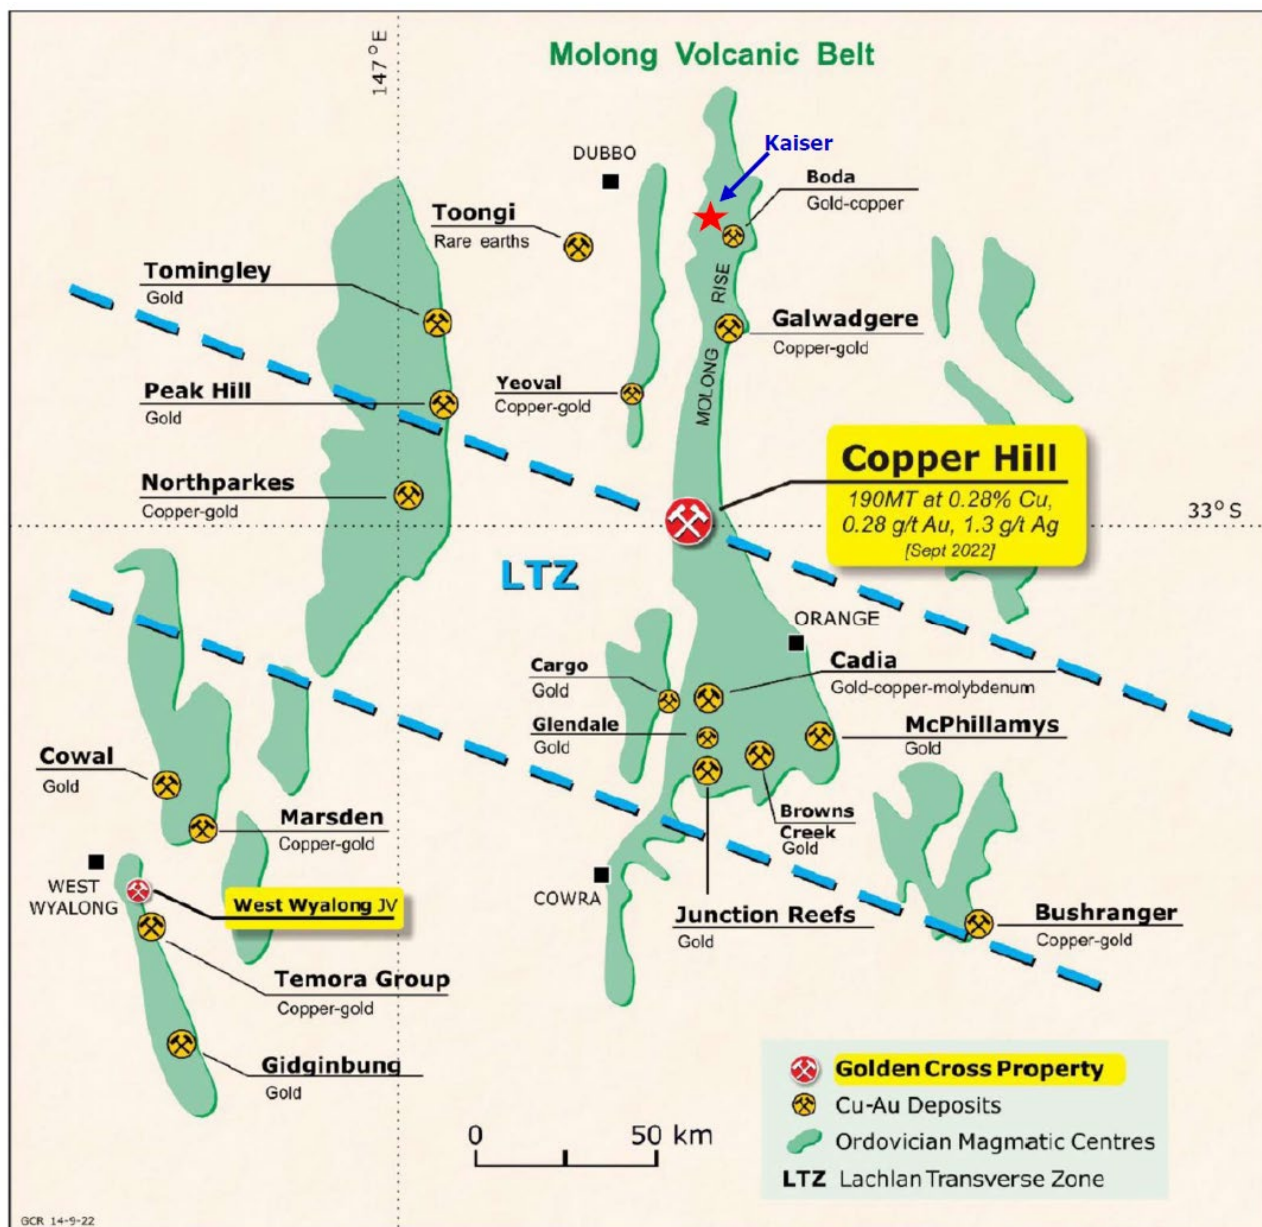 Molong Volcanic Belt
147°E
Kaiser
DUBBO
Boda
Gold-copper
Toongi
Rare earths
Tomingley
Gold
MOLONG RISE
Galwadgere
Copper-gold
Peak Hill
Gold
Yeoval
Copper-gold
Copper Hill
190MT at 0.28% Cu,
0.28 g/t Au, 1.3 g/t Ag
[Sept 2022]
Northparkes
Copper-gold
33°S
LTZ
ORANGE
Cargo
Gold
Cadia
Gold-copper-molybdenum
Glendale
Gold
McPhillamys
Gold
Cowal
Gold
Marsden
Copper-gold
Browns
Creek
Gold
WEST
WYALONG
West Wyalong JV
COWRA
Junction Reefs
Gold
Bushranger
Copper-gold
Temora Group
Copper-gold
Gidginbung
Gold
0 50 km
Golden Cross Property
Cu-Au Deposits
Ordovician Magmatic Centres
LTZ Lachlan Transverse Zone
GCR 14-9-22